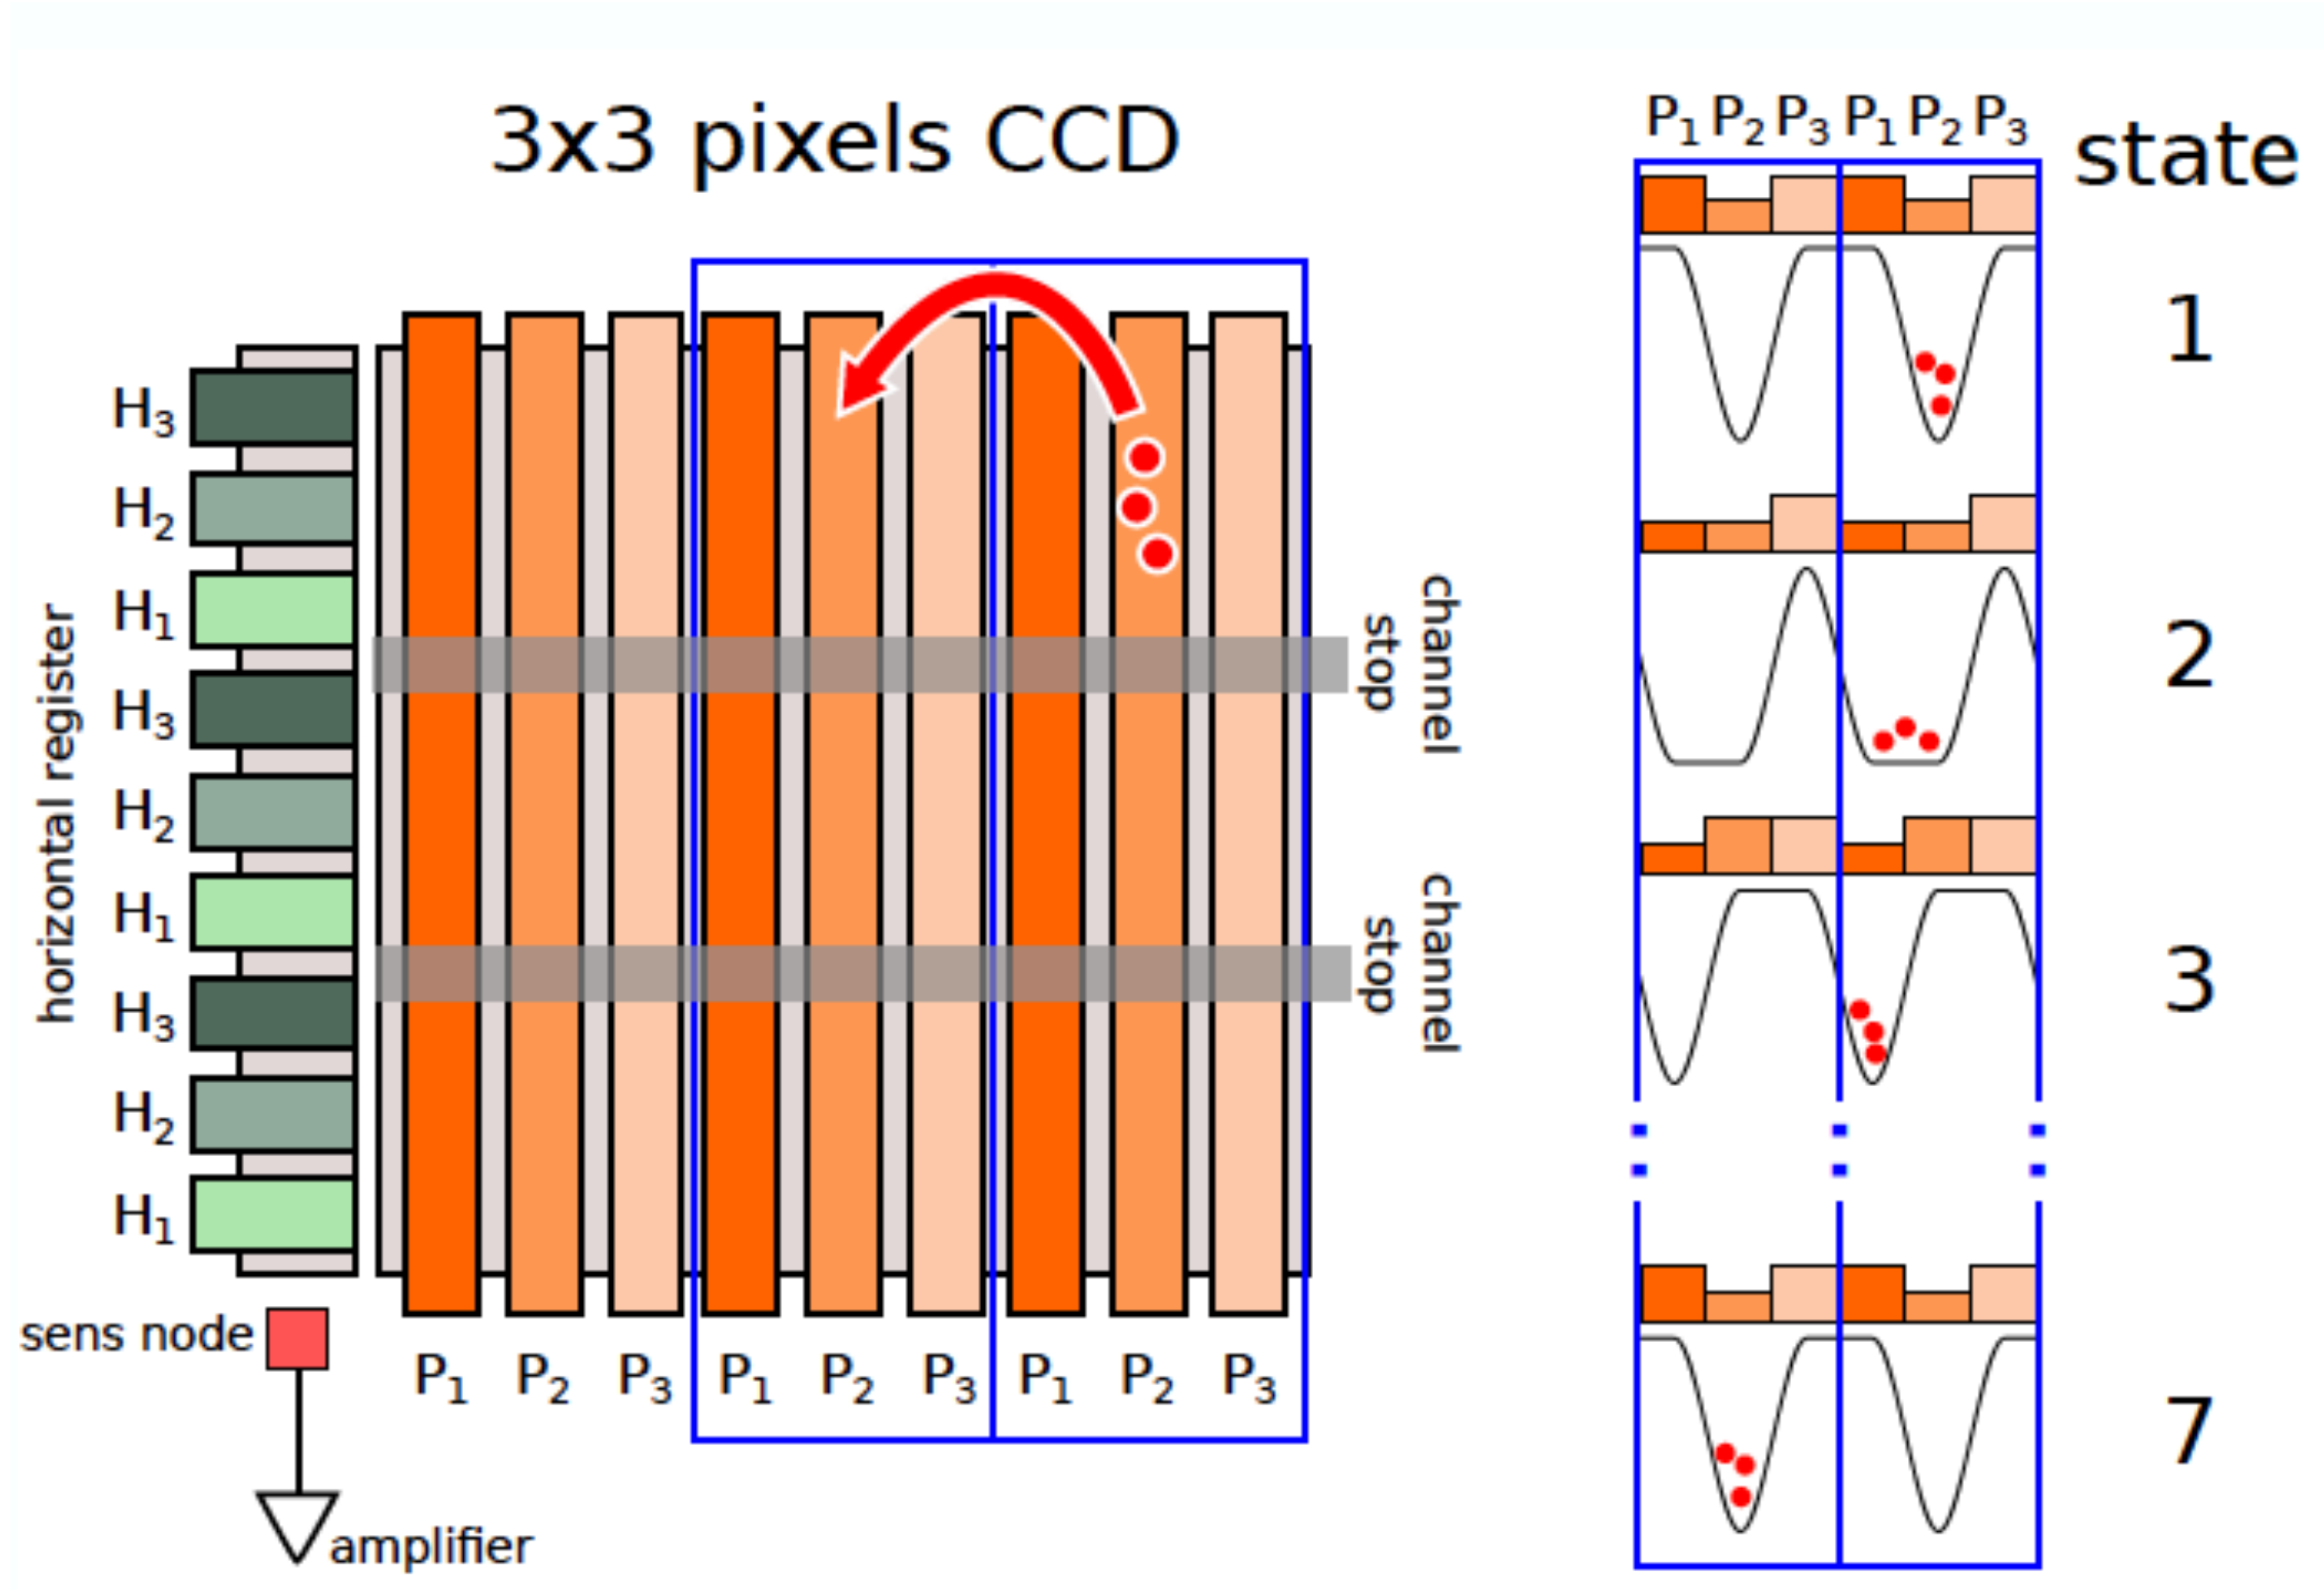 3x3 pixels CCD
P₁ P₂ P₃ P₁ P₂ P₃
state
1
2
3
7
H₃
H₂
H₁
H₃
H₂
H₁
H₃
H₂
H₁
horizontal register
channel
stop
channel
stop
sens node
P₁ P₂ P₃ P₁ P₂ P₃ P₁ P₂ P₃
amplifier